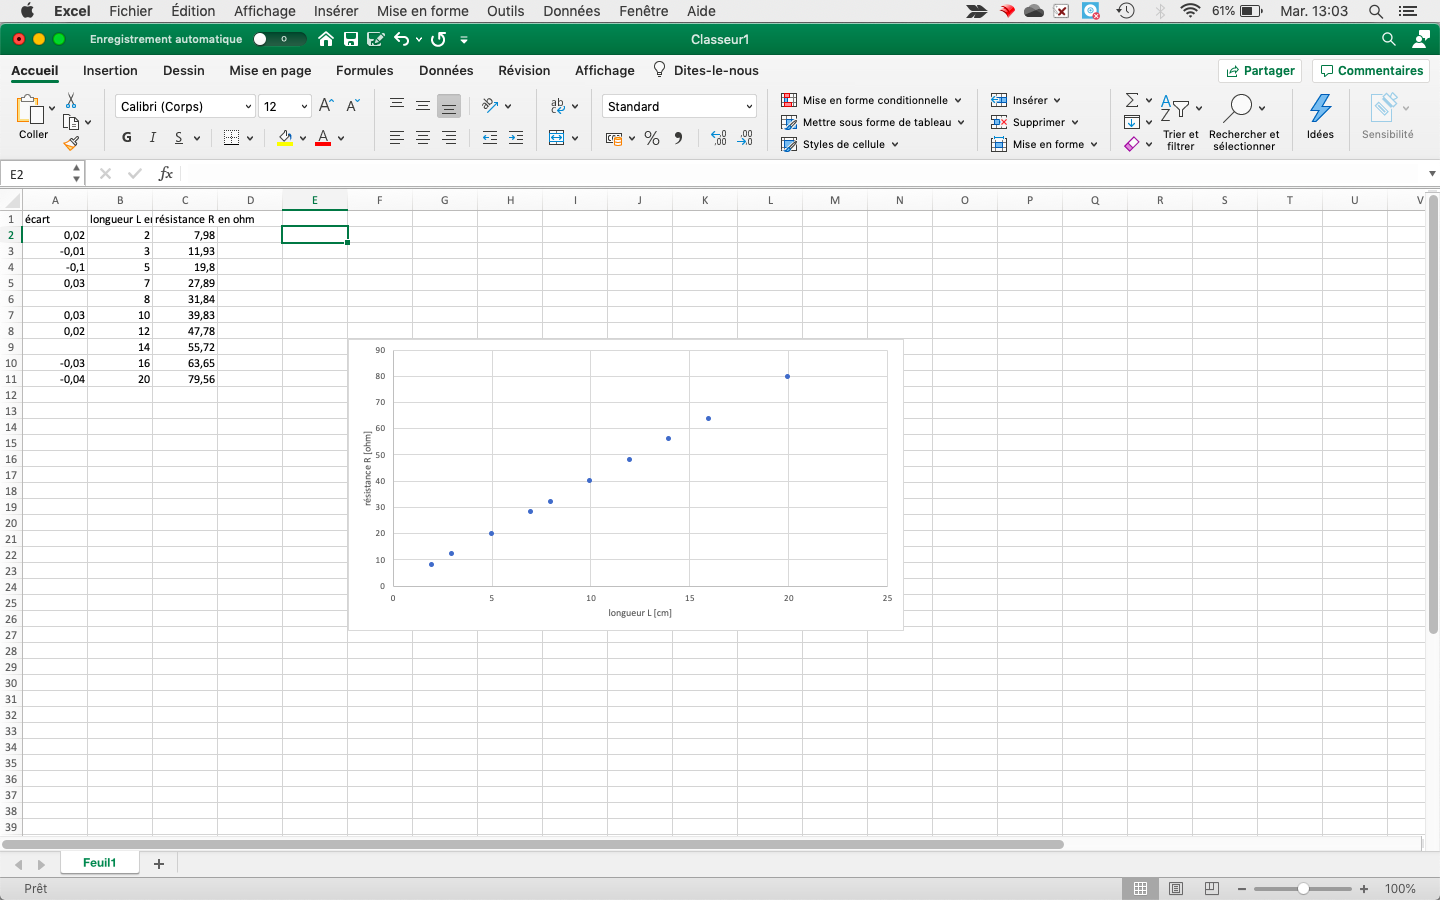 Excel Fichier Édition Affichage Insérer Mise en forme Outils Données Fenêtre Aide 61% Mar. 13:03
Enregistrement automatique Classeur1
Accueil Insertion Dessin Mise en page Formules Données Révision Affichage Dites-le-nous Partager Commentaires
Coller Calibri (Corps) 12 Standard Mise en forme conditionnelle Insérer
G I S Mettre sous forme de tableau Supprimer
Styles de cellule Mise en forme
Trier et filtrer Rechercher et sélectionner Idées Sensibilité
E2 fx
A B C D E F G H I J K L M N O P Q R S T U V
1 écart longueur L résistance R en ohm
2 0,02 2 7,98
3 -0,01 3 11,93
4 -0,1 5 19,8
5 0,03 7 27,89
6 8 31,84
7 0,03 10 39,83
8 0,02 12 47,78
9 14 55,72
10 -0,03 16 63,65
11 -0,04 20 79,56
12
13
14
15
16
17
18
19
20
21
22
23
24
25
26
27
28
29
30
31
32
33
34
35
36
37
38
39
90
80
70
60
50
40
30
20
10
0
résistance R [ohm]
0 5 10 15 20 25
longueur L [cm]
Feuil1
Prêt 100%